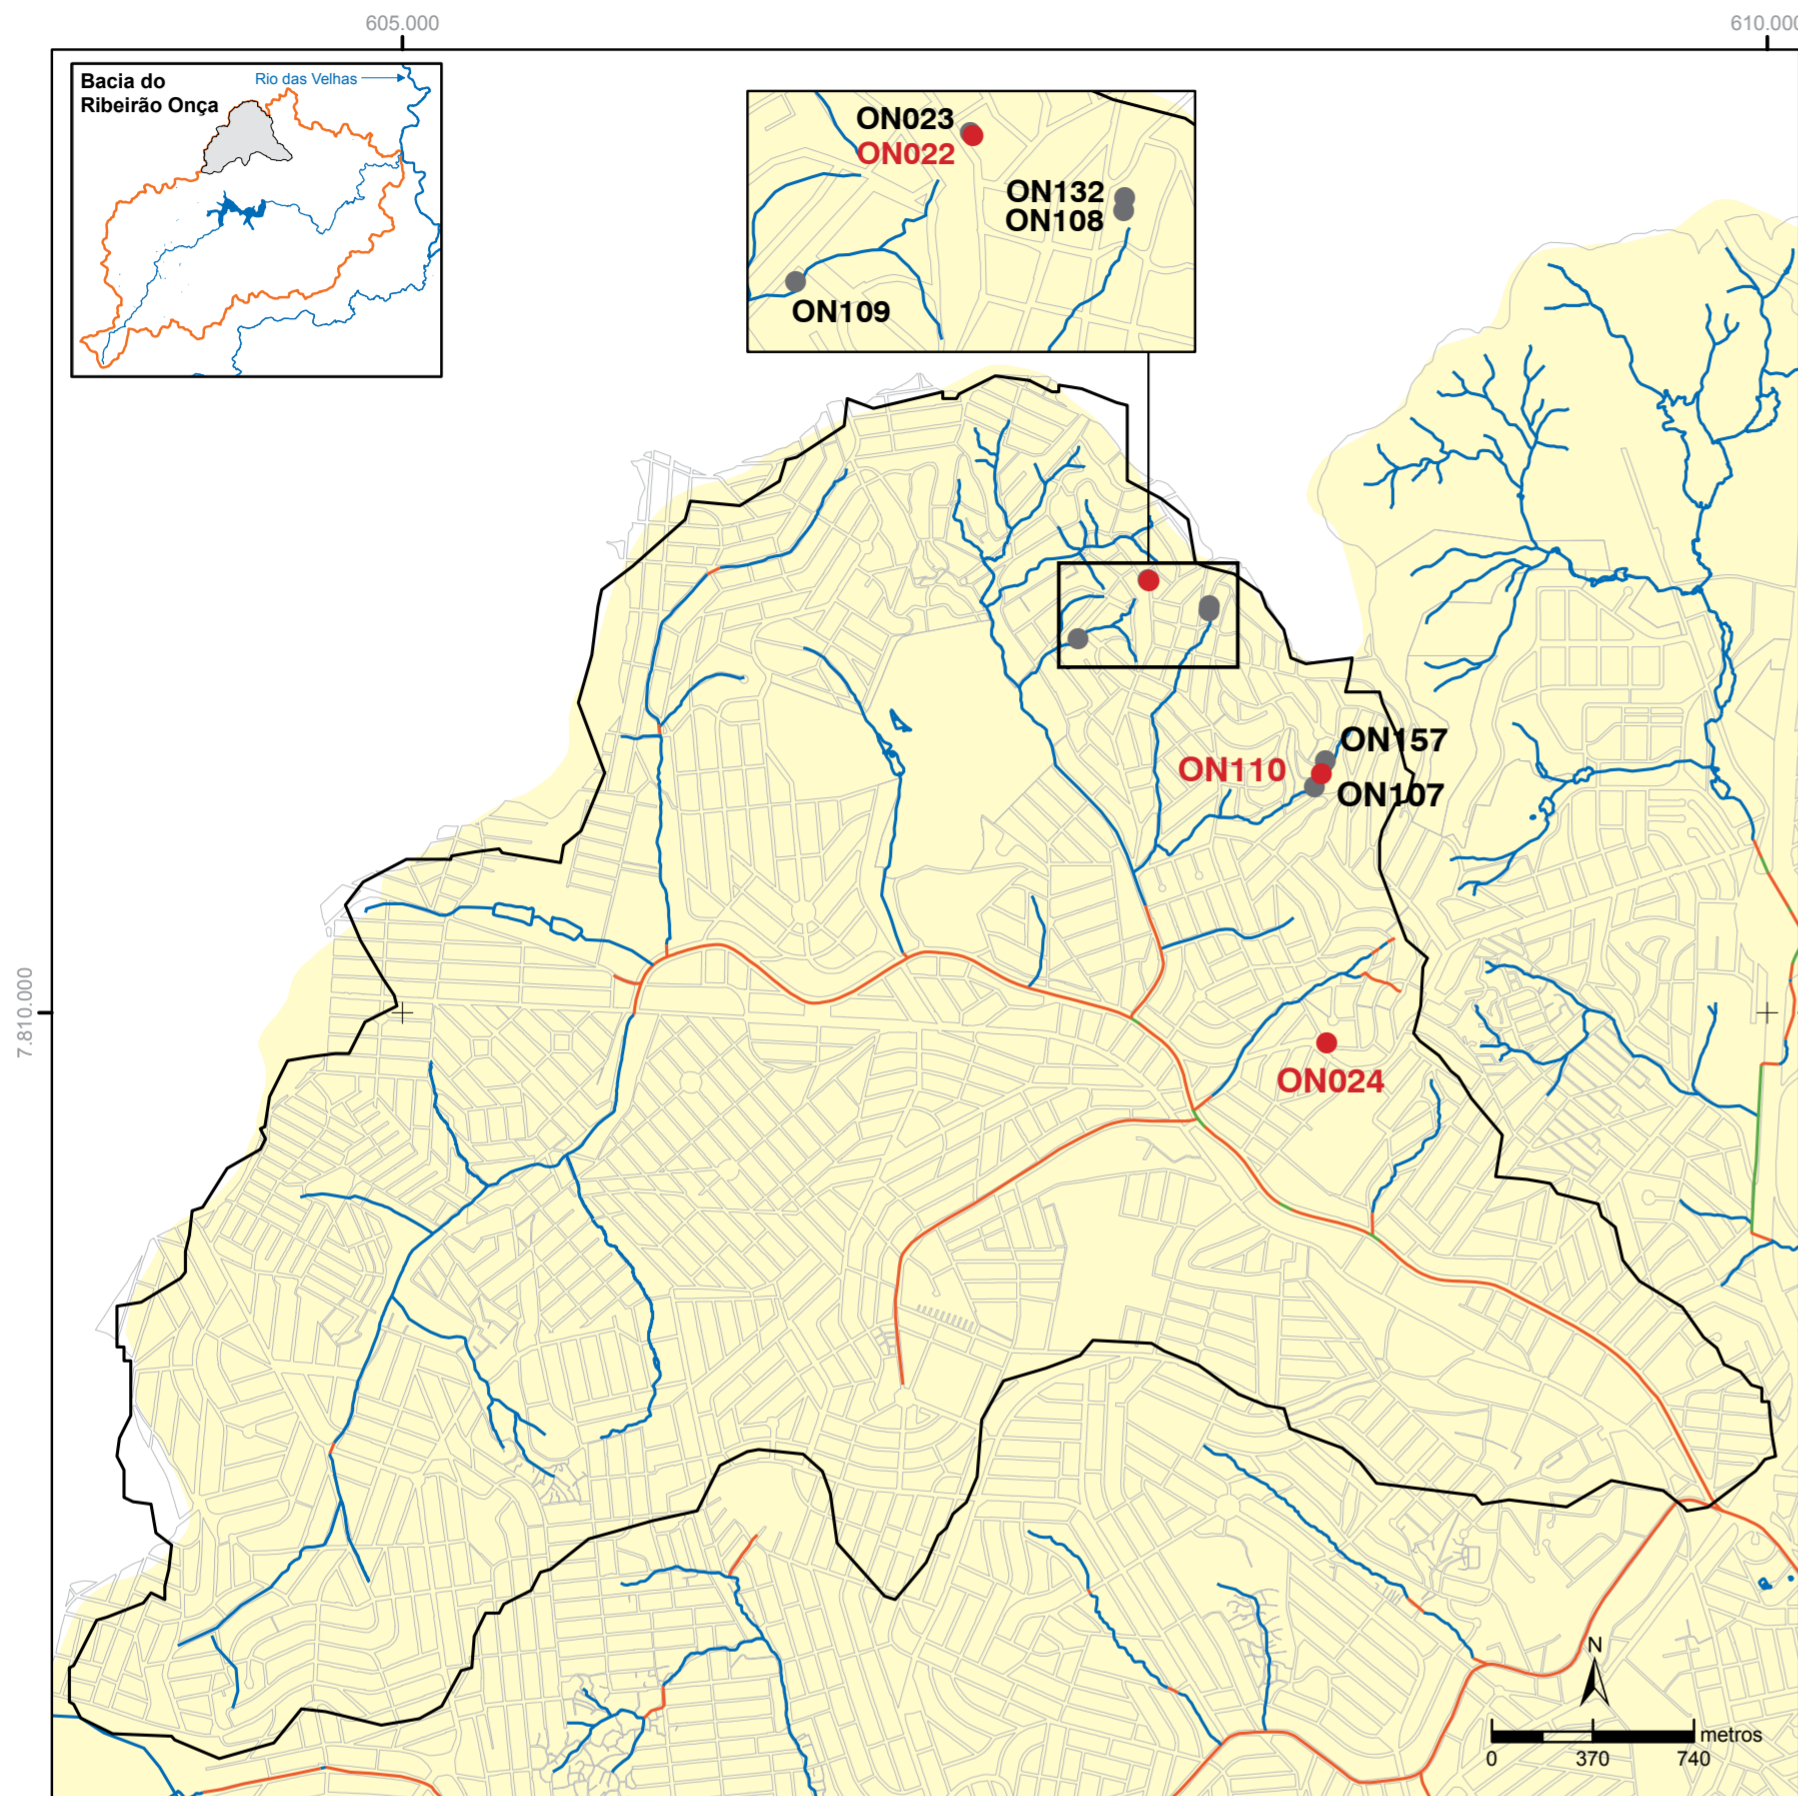 605.000
610.000
Bacia do
Ribeirão Onça
Rio das Velhas
ON023
ON022
ON132
ON108
ON109
ON157
ON110
ON107
7.810.000
ON024
N
metros
0
370
740